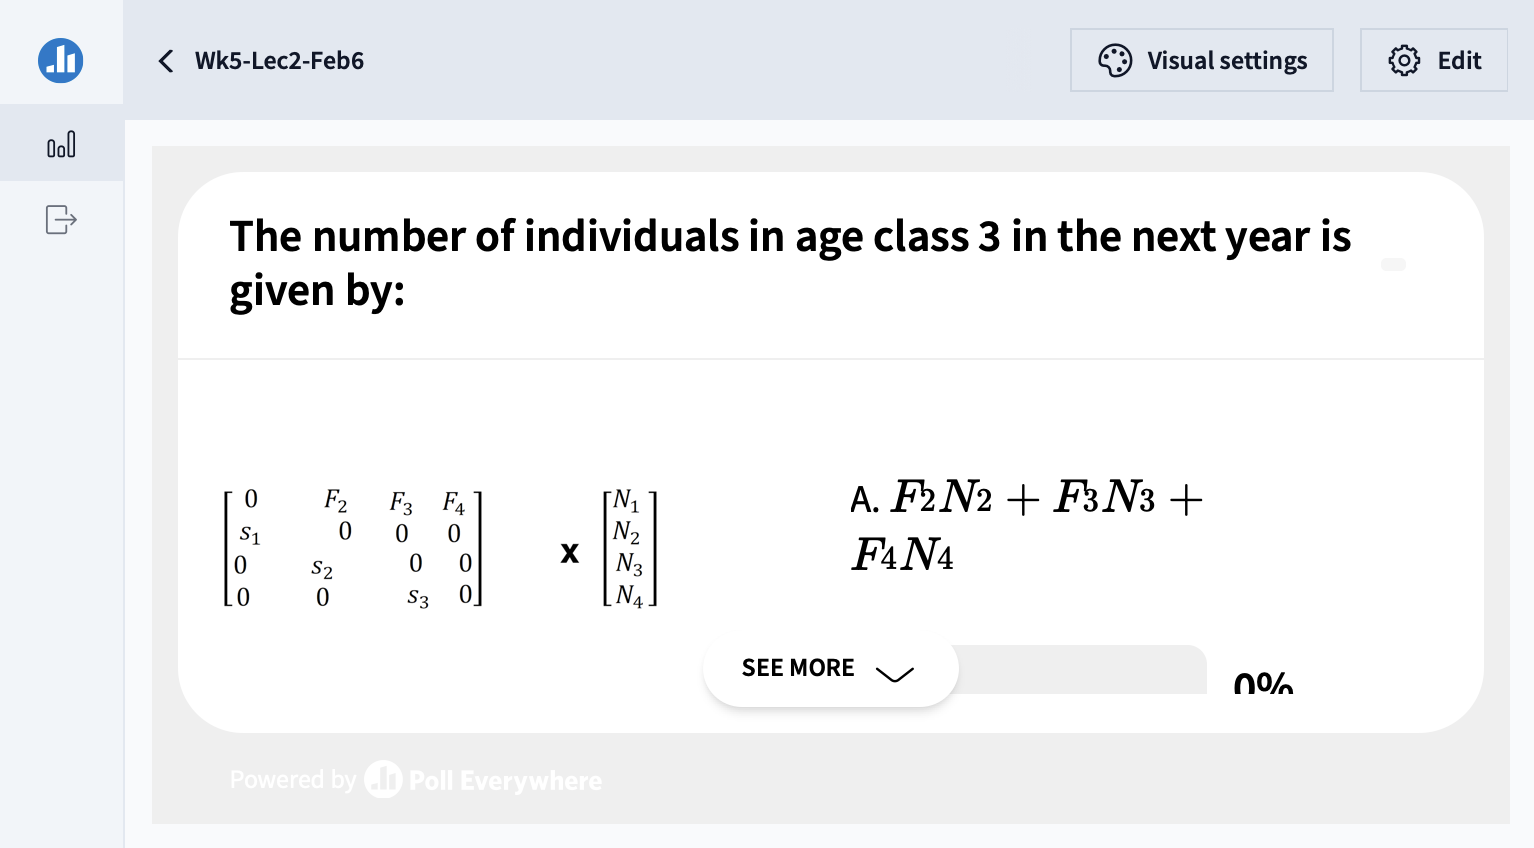 Wk5-Lec2-Feb6
Visual settings
Edit
The number of individuals in age class 3 in the next year is
given by:
0 F2 F3 F4
s1 0 0 0
0 s2 0 0
0 0 s3 0
x
N1
N2
N3
N4
A. F2N2 + F3N3 +
F4N4
SEE MORE
0%
Powered by Poll Everywhere